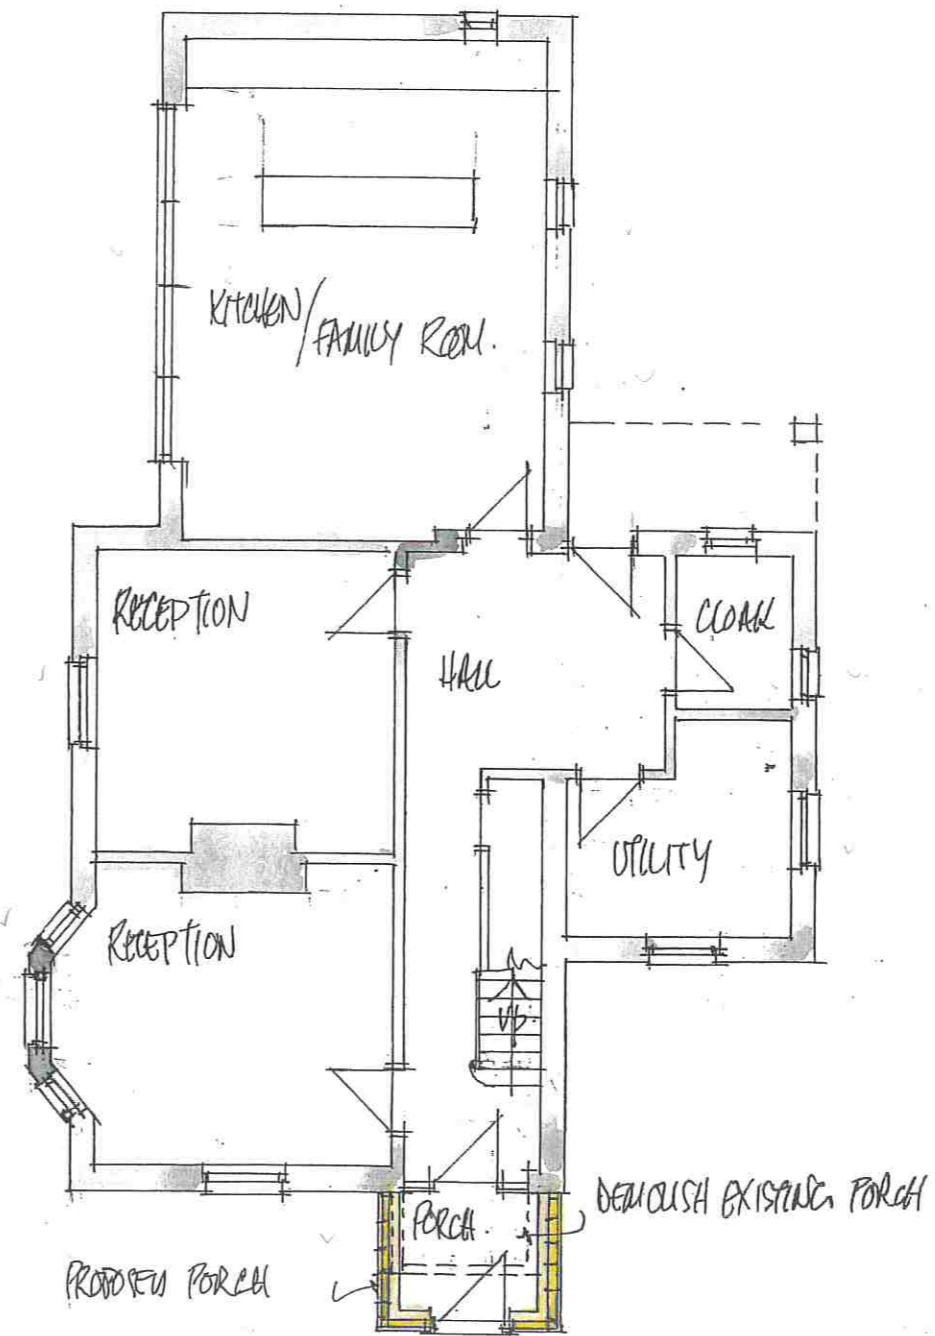 KITCHEN/
FAMILY ROOM.
RECEPTION
HALL
CLOAK
UTILITY
RECEPTION
UP.
PORCH.
DEMOLISH EXISTING PORCH
PROPOSED PORCH